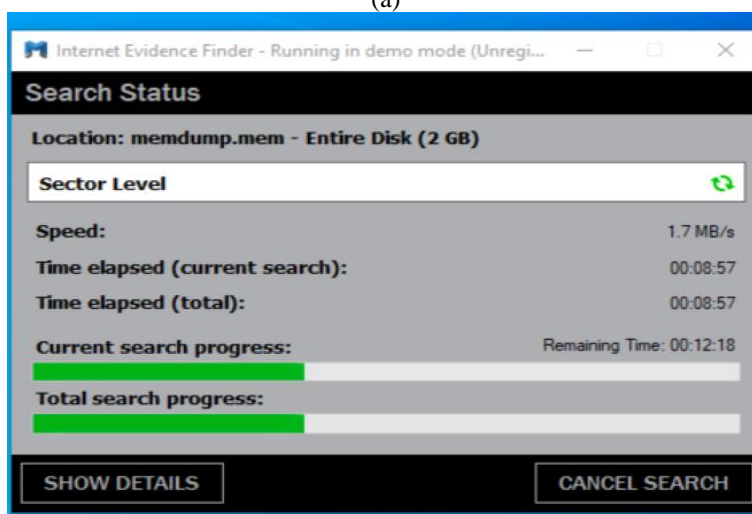 (a)
Internet Evidence Finder - Running in demo mode (Unregi...
Search Status
Location: memdump.mem - Entire Disk (2 GB)
Sector Level
Speed: 1.7 MB/s
Time elapsed (current search): 00:08:57
Time elapsed (total): 00:08:57
Current search progress: Remaining Time: 00:12:18
Total search progress:
SHOW DETAILS CANCEL SEARCH